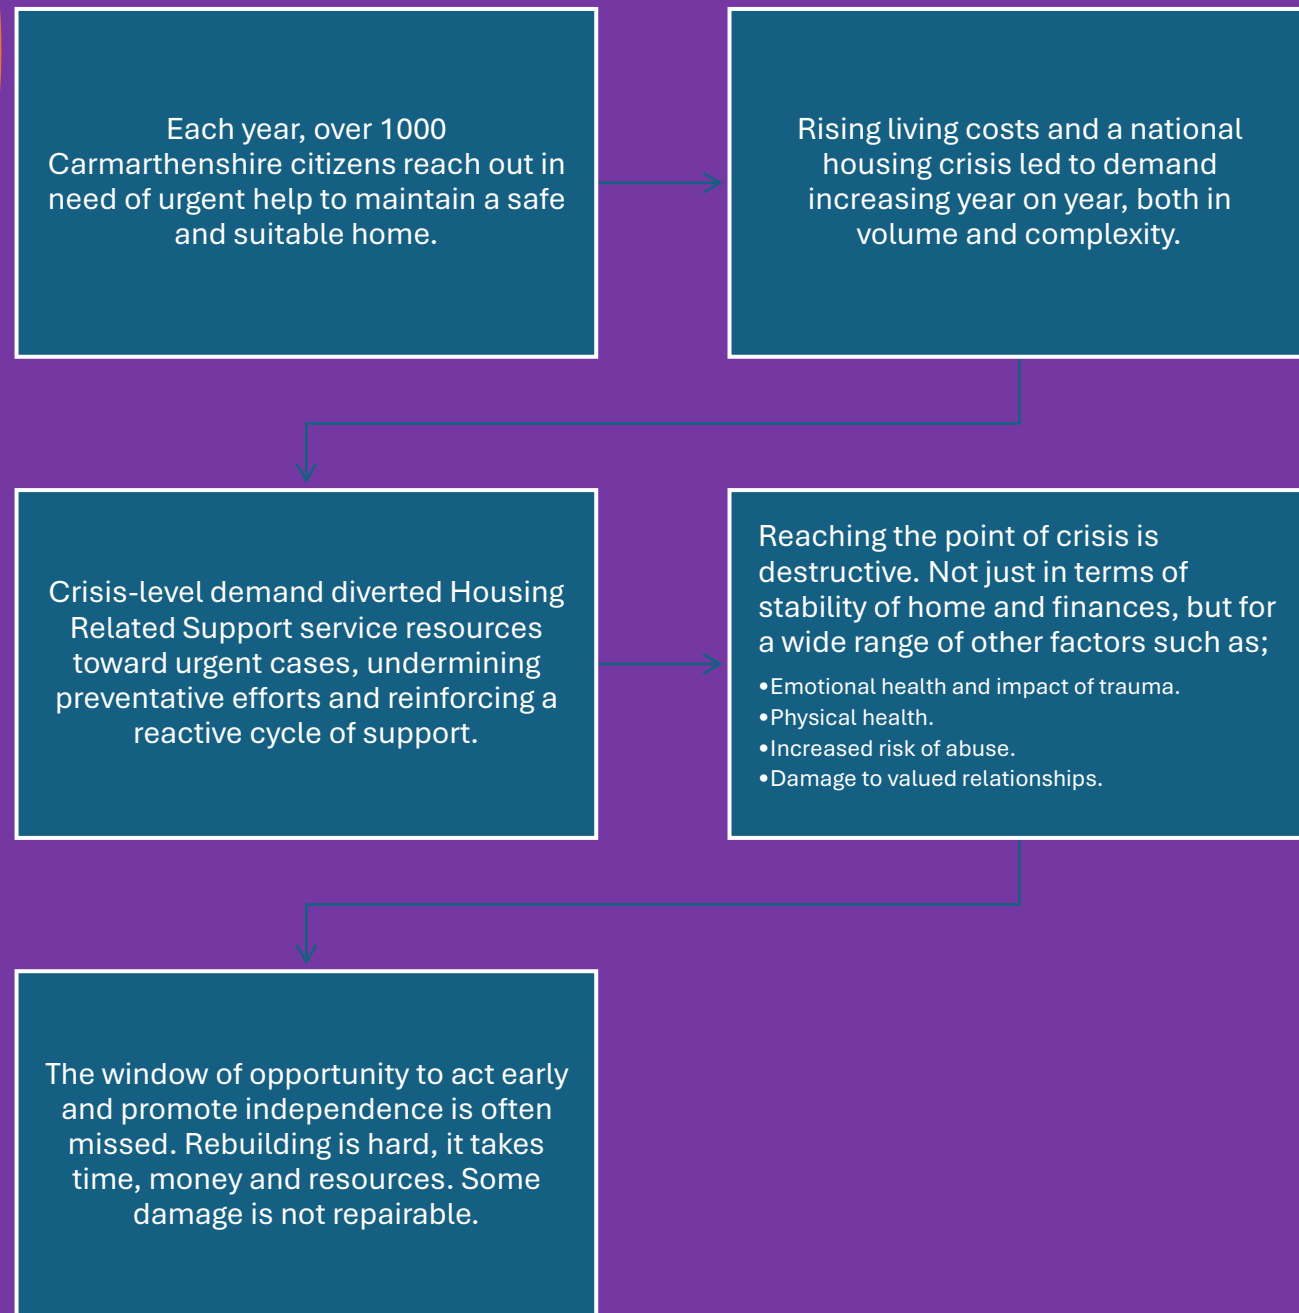 Each year, over 1000
Carmarthenshire citizens reach out in
need of urgent help to maintain a safe
and suitable home.
Rising living costs and a national
housing crisis led to demand
increasing year on year, both in
volume and complexity.
Crisis-level demand diverted Housing
Related Support service resources
toward urgent cases, undermining
preventative efforts and reinforcing a
reactive cycle of support.
Reaching the point of crisis is
destructive. Not just in terms of
stability of home and finances, but for
a wide range of other factors such as;
•Emotional health and impact of trauma.
•Physical health.
•Increased risk of abuse.
•Damage to valued relationships.
The window of opportunity to act early
and promote independence is often
missed. Rebuilding is hard, it takes
time, money and resources. Some
damage is not repairable.